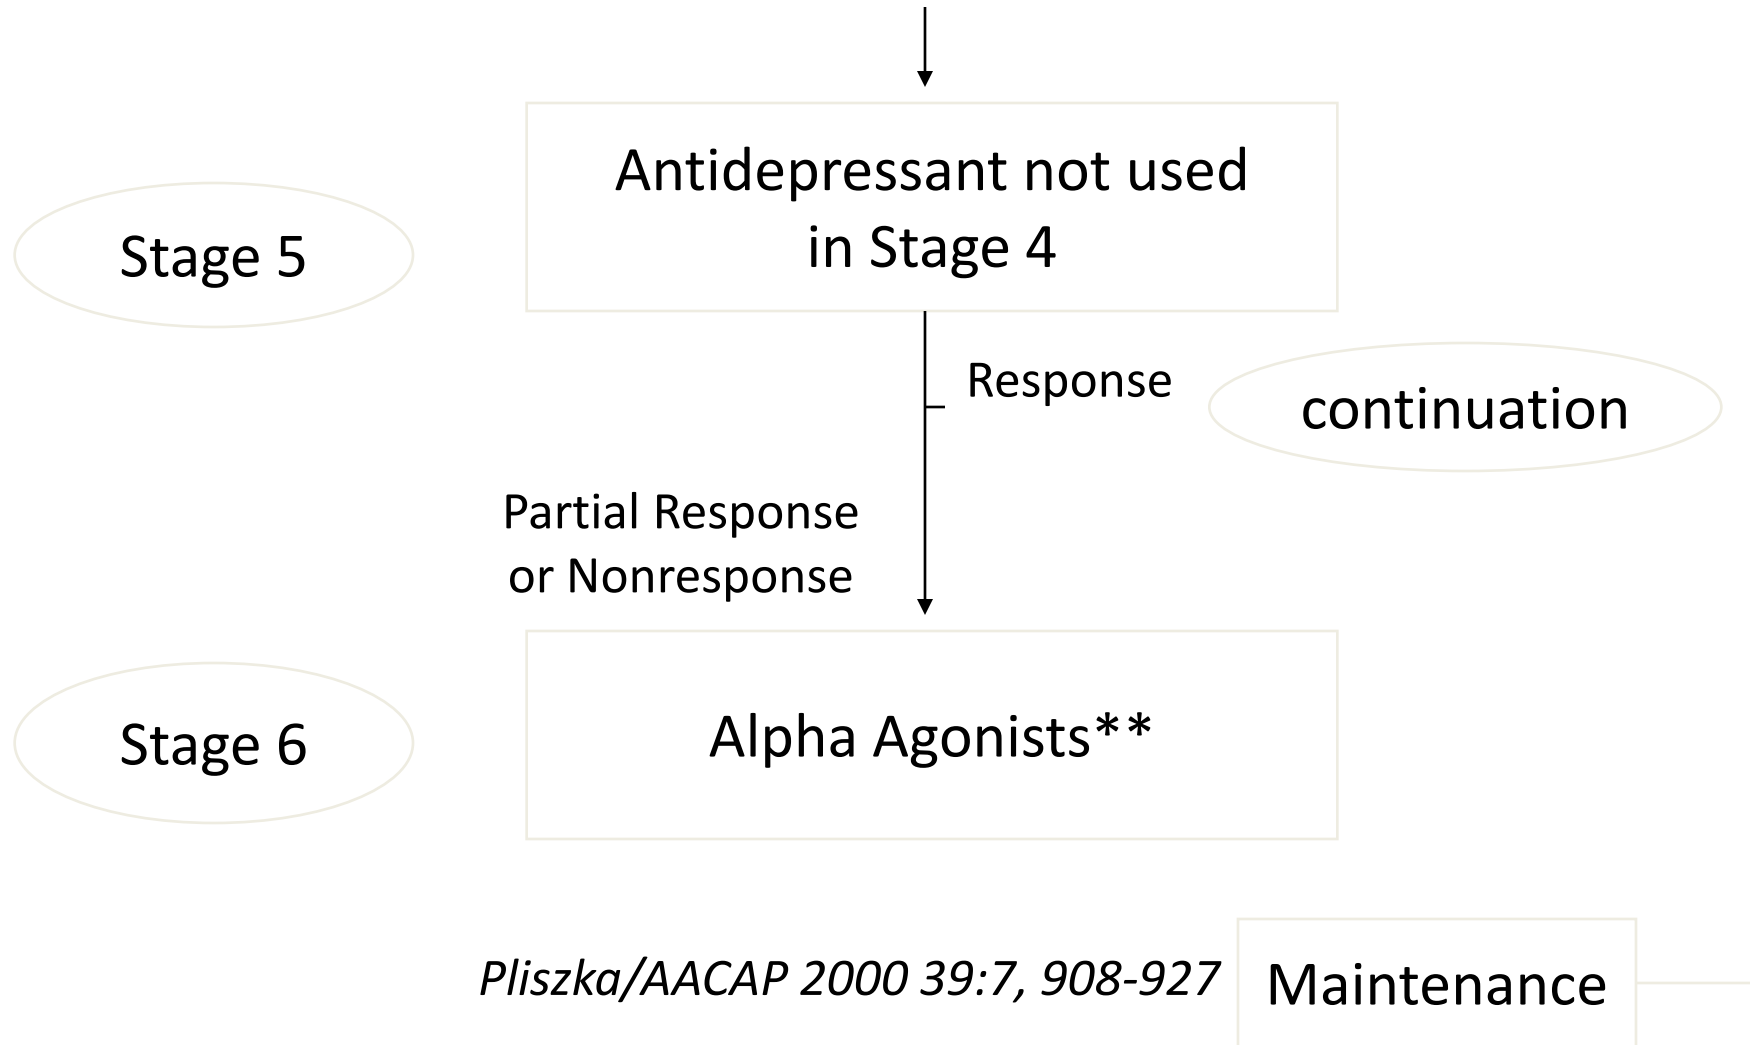 Antidepressant not used
in Stage 4
Stage 5
Response
continuation
Partial Response
or Nonresponse
Stage 6
Alpha Agonists**
Pliszka/AACAP 2000 39:7, 908-927
Maintenance